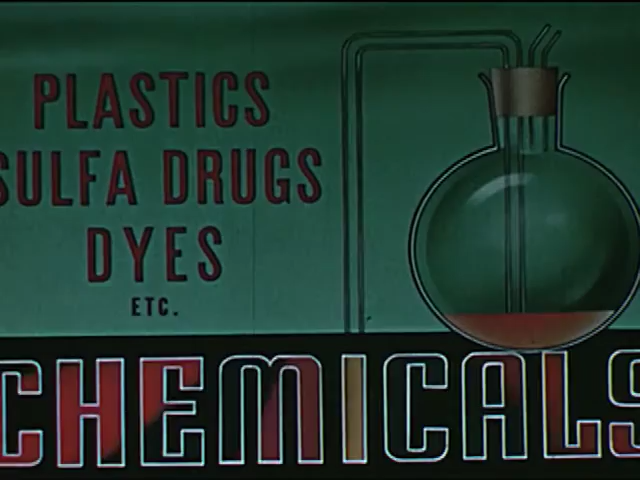 PLASTICS
SULFA DRUGS
DYES
ETC.
CHEMICALS